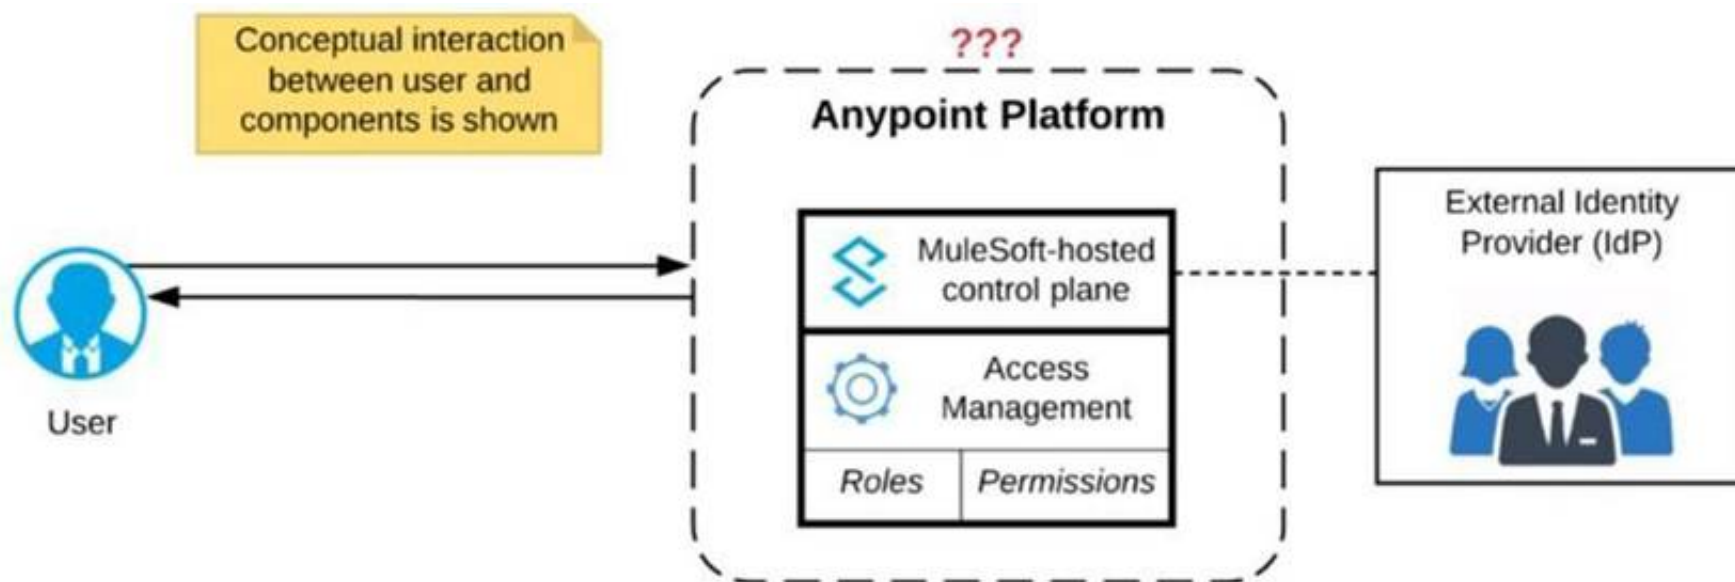 Conceptual interaction
between user and
components is shown
???
Anypoint Platform
MuleSoft-hosted
control plane
Access
Management
Roles
Permissions
External Identity
Provider (IdP)
User